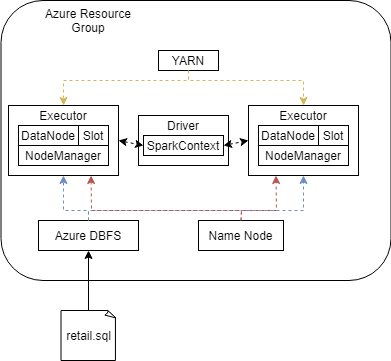 Azure Resource
Group
YARN
Executor
DataNode Slot
NodeManager
Driver
SparkContext
Executor
DataNode Slot
NodeManager
Azure DBFS
Name Node
retail.sql